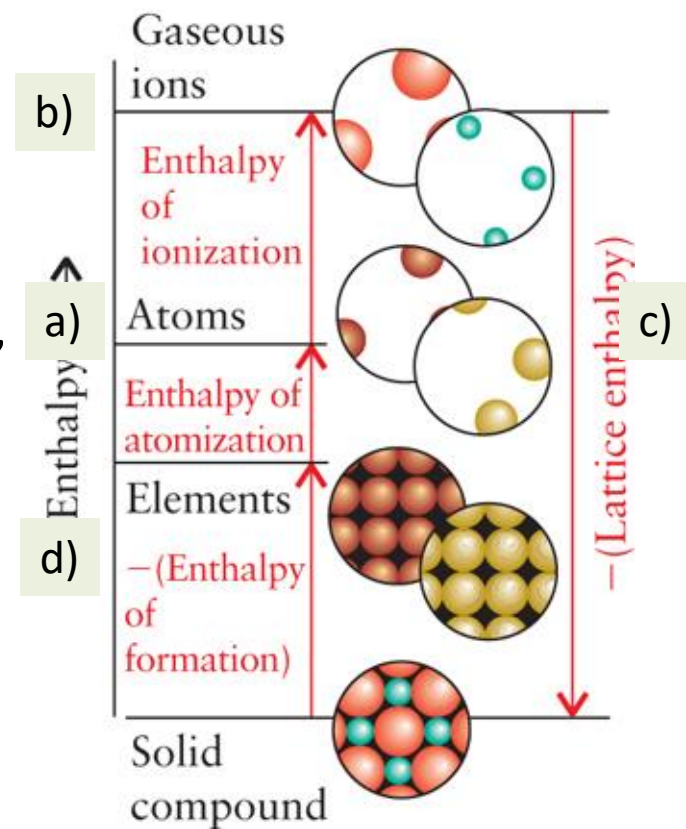 Gaseous
ions
b)
Enthalpy
of
ionization
Enthalpy
,
a)
Atoms
c)
Enthalpy of
atomization
−(Lattice enthalpy)
Elements
d)
−(Enthalpy
of
formation)
Solid
compound